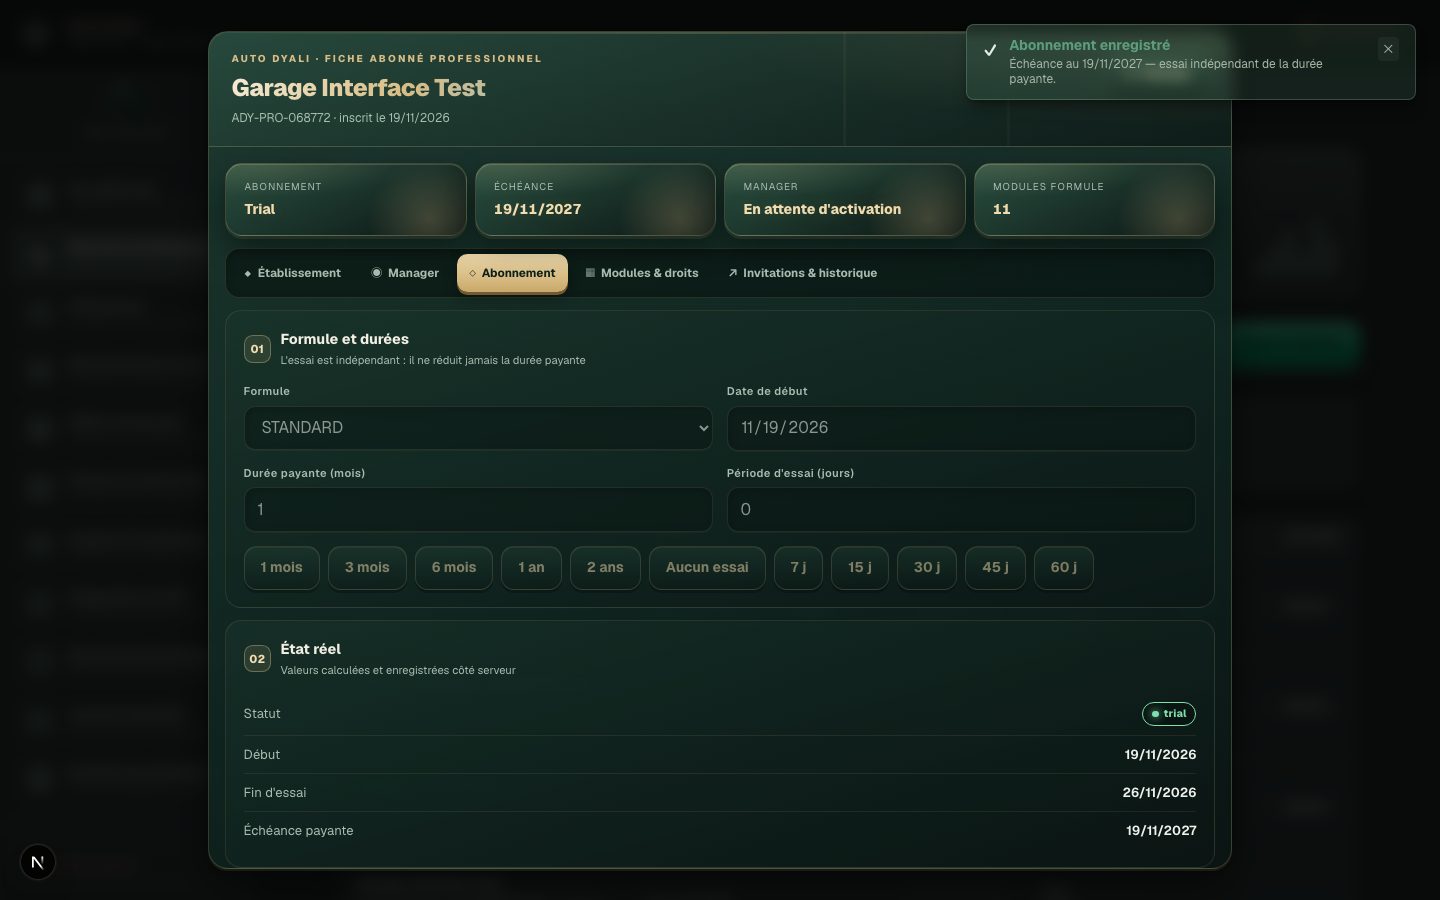 AUTO DYALI · FICHE ABONNÉ PROFESSIONNEL
Garage Interface Test
ADY-PRO-068772 · inscrit le 19/11/2026
Abonnement enregistré
Échéance au 19/11/2027 — essai indépendant de la durée
payante.
ABONNEMENT
Trial
ÉCHÉANCE
19/11/2027
MANAGER
En attente d'activation
MODULES FORMULE
11
Établissement
Manager
Abonnement
Modules & droits
Invitations & historique
01
Formule et durées
L'essai est indépendant : il ne réduit jamais la durée payante
Formule
STANDARD
Date de début
11/19/2026
Durée payante (mois)
1
Période d'essai (jours)
0
1 mois
3 mois
6 mois
1 an
2 ans
Aucun essai
7 j
15 j
30 j
45 j
60 j
02
État réel
Valeurs calculées et enregistrées côté serveur
Statut
trial
Début
19/11/2026
Fin d'essai
26/11/2026
Échéance payante
19/11/2027
N